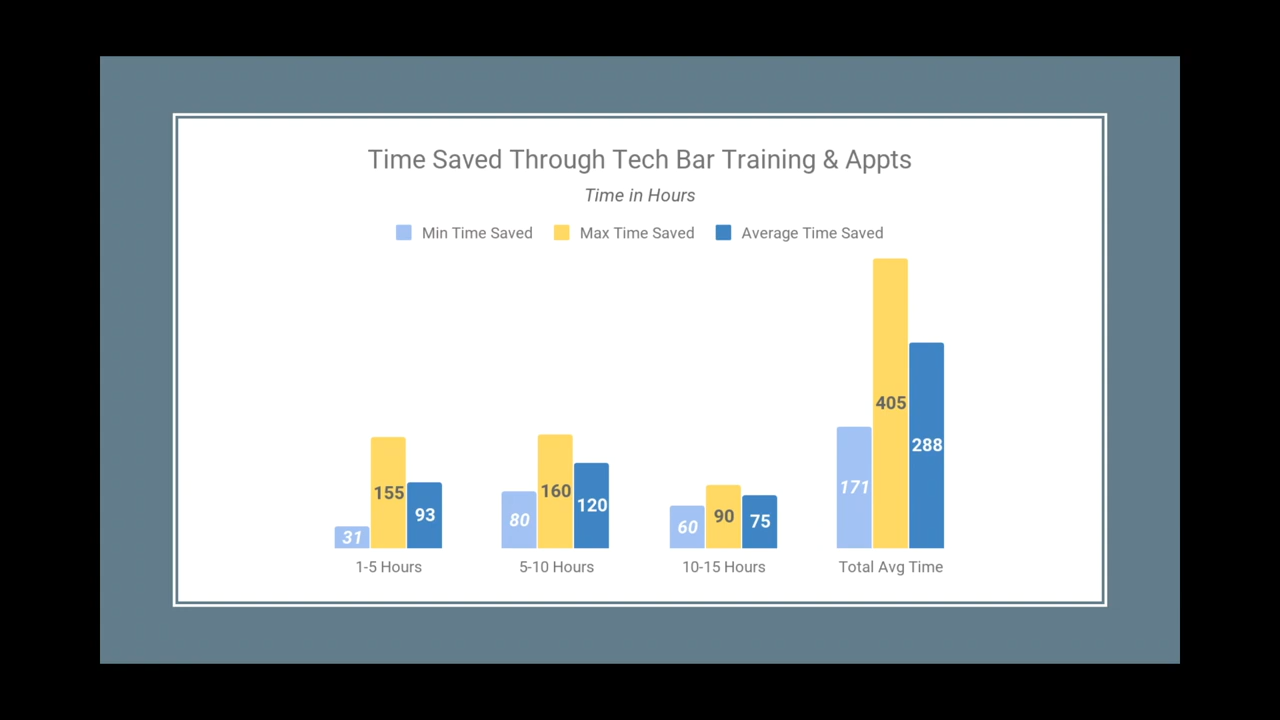 Time Saved Through Tech Bar Training & Appts
Time in Hours
Min Time Saved Max Time Saved Average Time Saved
31 155 93
80 160 120
60 90 75
171 405 288
1-5 Hours 5-10 Hours 10-15 Hours Total Avg Time